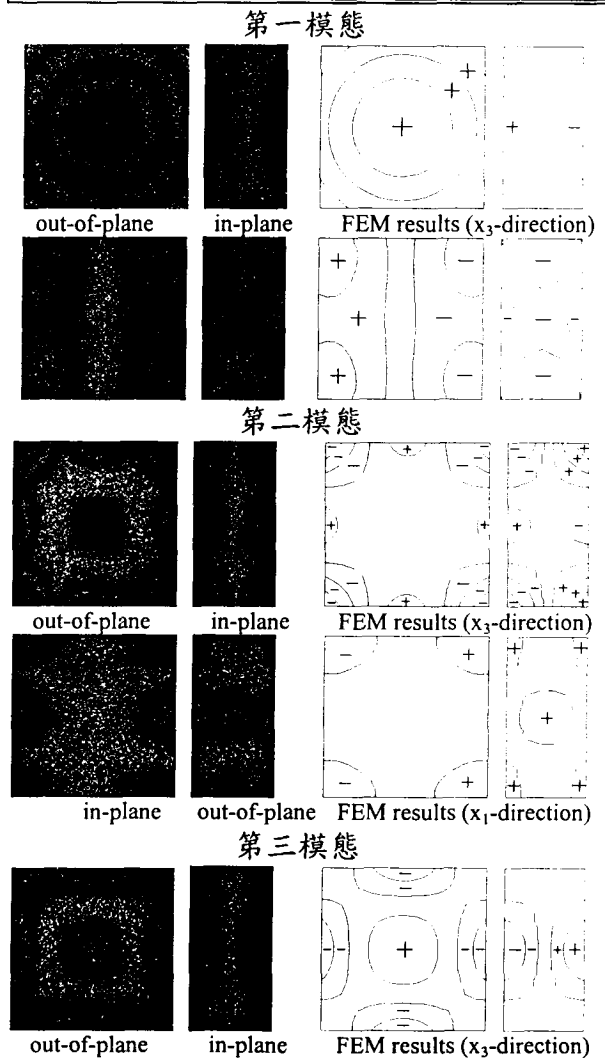 第一模態
out-of-plane in-plane FEM results (x₃-direction)
第二模態
out-of-plane in-plane FEM results (x₃-direction)
in-plane out-of-plane FEM results (x₁-direction)
第三模態
out-of-plane in-plane FEM results (x₃-direction)